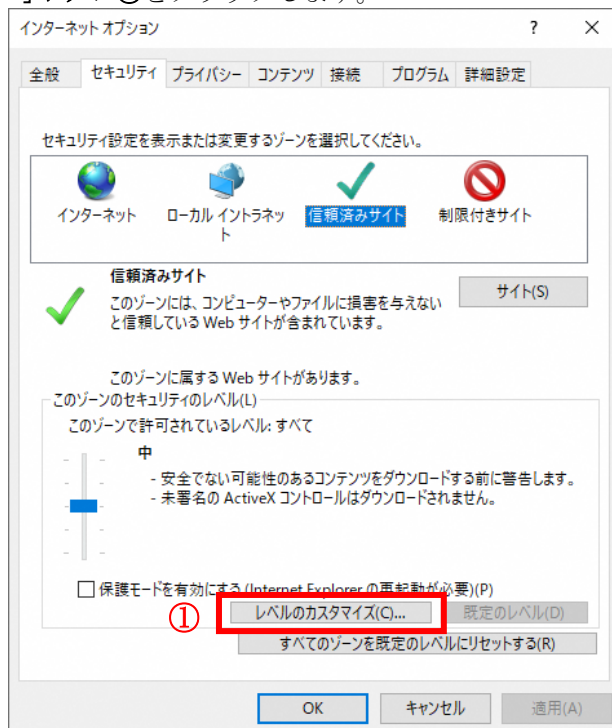 インターネット オプション ? ×
全般 セキュリティ プライバシー コンテンツ 接続 プログラム 詳細設定
セキュリティ設定を表示または変更するゾーンを選択してください。
インターネット ローカル イントラネッ 信頼済みサイト 制限付きサイト
ト
信頼済みサイト
サイト(S)
このゾーンには、コンピューターやファイルに損害を与えない
と信頼している Web サイトが含まれています。
このゾーンに属する Web サイトがあります。
このゾーンのセキュリティのレベル(L)
このゾーンで許可されているレベル: すべて
中
- 安全でない可能性のあるコンテンツをダウンロードする前に警告します。
- 未署名の ActiveX コントロールはダウンロードされません。
保護モードを有効にする (Internet Explorer の再起動が必要)(P)
① レベルのカスタマイズ(C)... 既定のレベル(D)
すべてのゾーンを既定のレベルにリセットする(R)
OK キャンセル 適用(A)